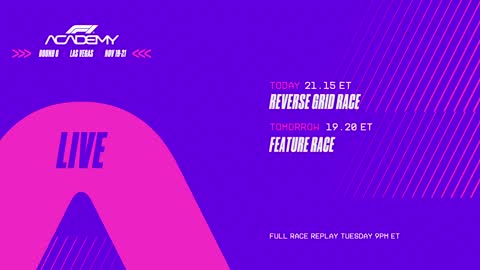 F1
ACADEMY
ROUND 6 LAS VEGAS NOV 19-21
LIVE
TODAY 21.15 ET
REVERSE GRID RACE
TOMORROW 19.20 ET
FEATURE RACE
FULL RACE REPLAY TUESDAY 9PM ET